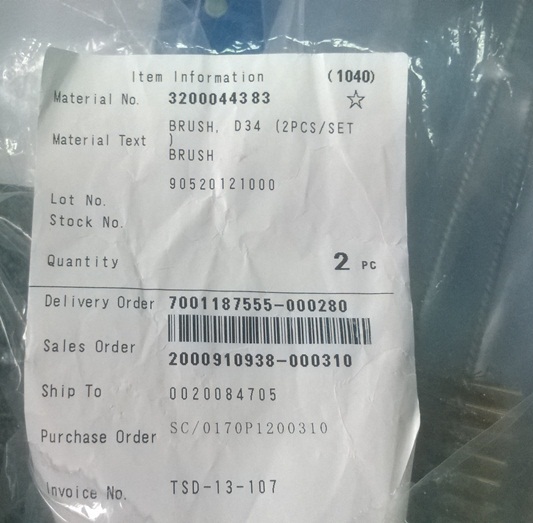 Item Information (1040)
Material No. 3200044383 ☆
Material Text BRUSH, D34 (2PCS/SET
)
BRUSH
90520121000
Lot No.
Stock No.
Quantity 2 PC
Delivery Order 7001187555-000280
Sales Order 2000910938-000310
Ship To 0020084705
Purchase Order SC/0170P1200310
Invoice No. TSD-13-107